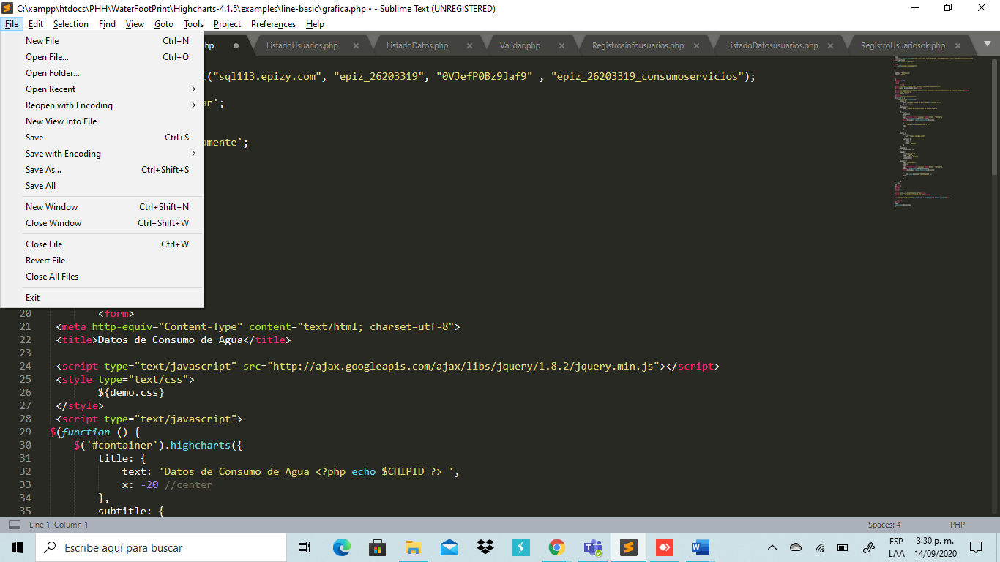 C:\xampp\htdocs\PHH\WaterFootPrint\Highcharts-4.1.5\examples\line-basic\grafica.php • - Sublime Text (UNREGISTERED)
File Edit Selection Find View Goto Tools Project Preferences Help
hp ListadoUsuarios.php ListadoDatos.php Validar.php Registrosinfousuarios.php ListadoDatosusuarios.php RegistroUsuariosok.php
New File Ctrl+N
Open File... Ctrl+O
Open Folder...
Open Recent
Reopen with Encoding
New View into File
Save Ctrl+S
Save with Encoding
Save As... Ctrl+Shift+S
Save All
New Window Ctrl+Shift+N
Close Window Ctrl+Shift+W
Close File Ctrl+W
Revert File
Close All Files
Exit
("sql113.epizy.com", "epiz_26203319", "0VJefP0Bz9Jaf9" , "epiz_26203319_consumoservicios");
ar';
amente';
20 <form>
21 <meta http-equiv="Content-Type" content="text/html; charset=utf-8">
22 <title>Datos de Consumo de Agua</title>
23
24 <script type="text/javascript" src="http://ajax.googleapis.com/ajax/libs/jquery/1.8.2/jquery.min.js"></script>
25 <style type="text/css">
26 ${demo.css}
27 </style>
28 <script type="text/javascript">
29 $(function () {
30 $('#container').highcharts({
31 title: {
32 text: 'Datos de Consumo de Agua <?php echo $CHIPID ?> ',
33 x: -20 //center
34 },
35 subtitle: {
Line 1, Column 1 Spaces: 4 PHP
Escribe aquí para buscar
ESP 3:30 p. m.
LAA 14/09/2020